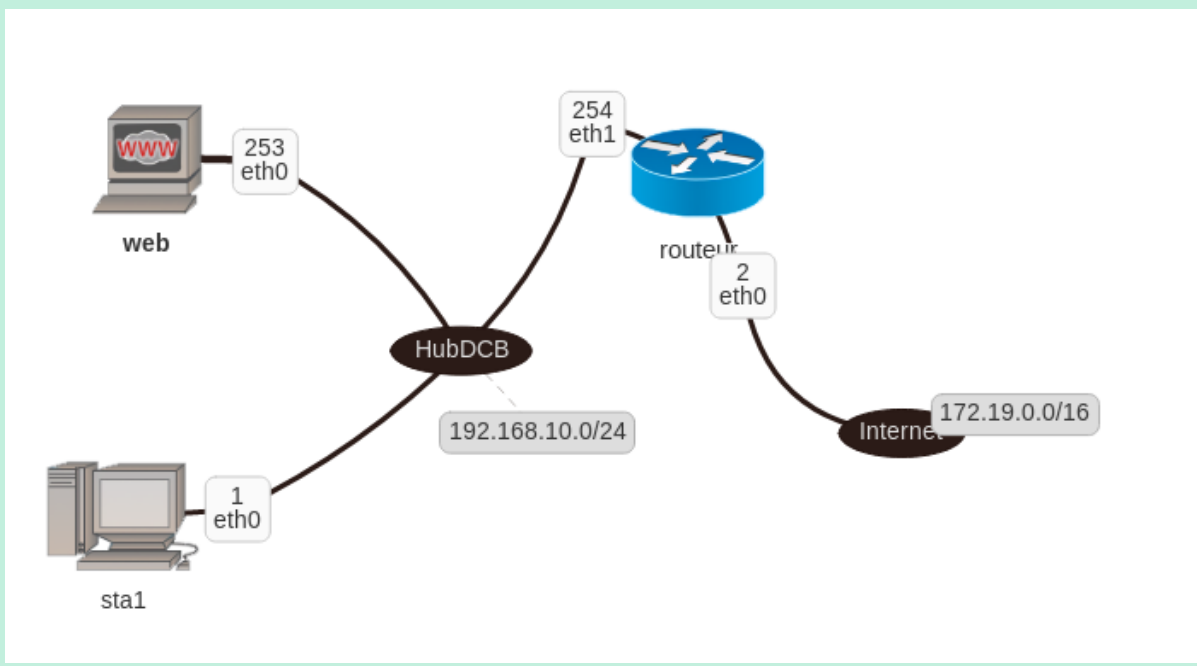 WWW
253
eth0
web
254
eth1
routeur
2
eth0
HubDCB
192.168.10.0/24
172.19.0.0/16
Internet
1
eth0
sta1